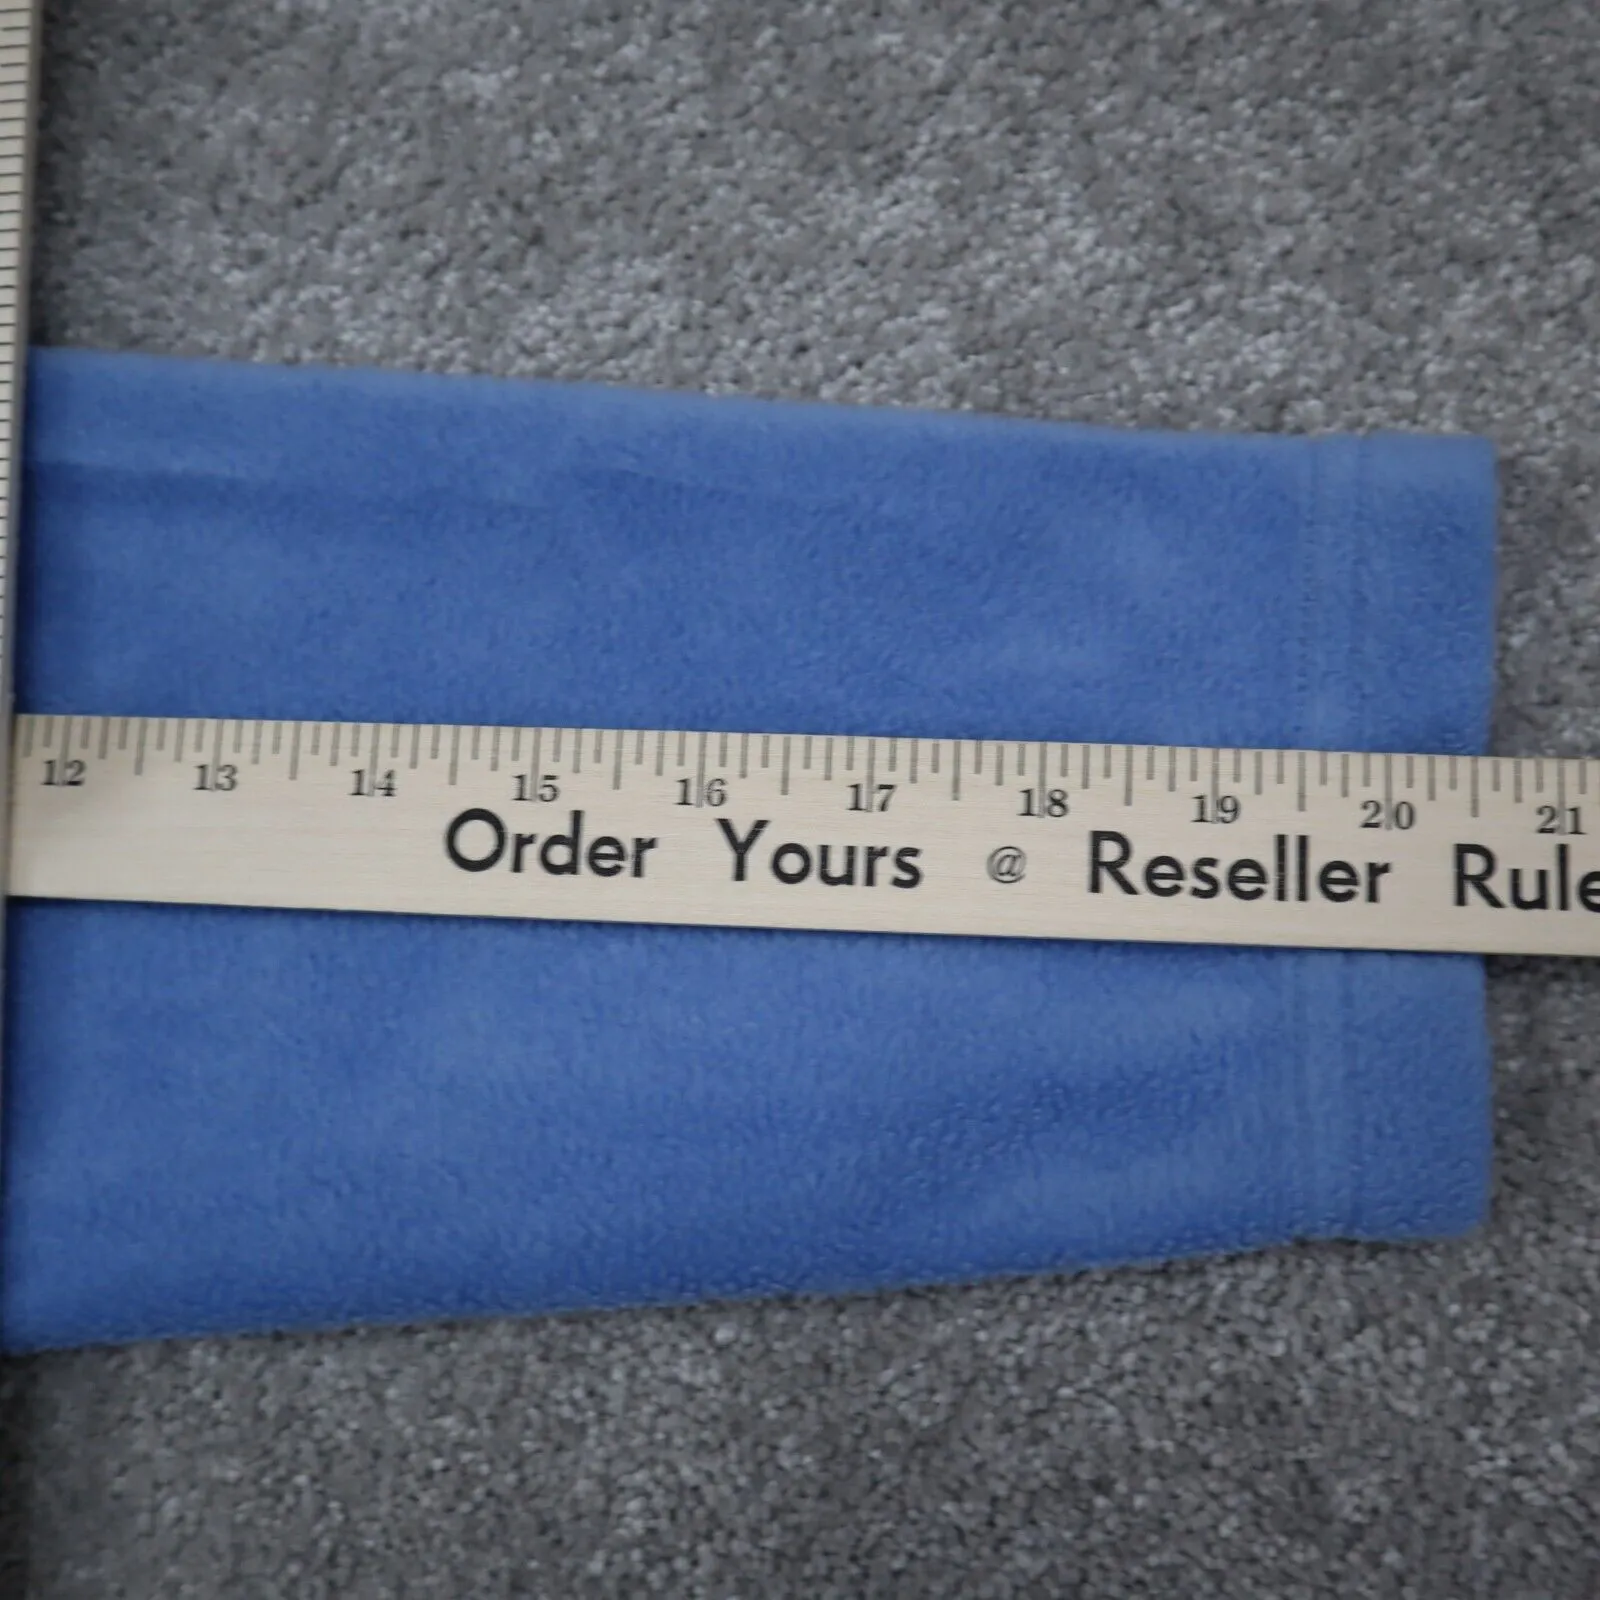 12 13 14 15 16 17 18 19 20 21
Order Yours @ Reseller Rule